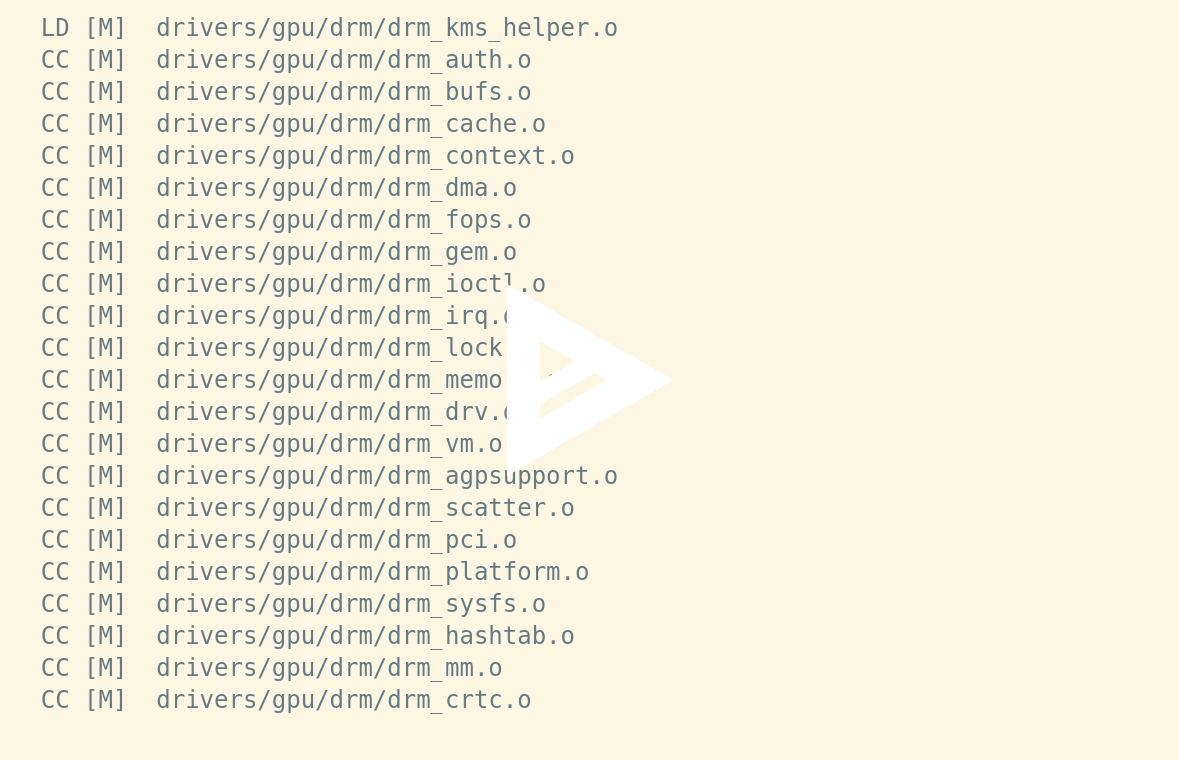 LD [M]  drivers/gpu/drm/drm_kms_helper.o
CC [M]  drivers/gpu/drm/drm_auth.o
CC [M]  drivers/gpu/drm/drm_bufs.o
CC [M]  drivers/gpu/drm/drm_cache.o
CC [M]  drivers/gpu/drm/drm_context.o
CC [M]  drivers/gpu/drm/drm_dma.o
CC [M]  drivers/gpu/drm/drm_fops.o
CC [M]  drivers/gpu/drm/drm_gem.o
CC [M]  drivers/gpu/drm/drm_ioctl.o
CC [M]  drivers/gpu/drm/drm_irq.o
CC [M]  drivers/gpu/drm/drm_lock
CC [M]  drivers/gpu/drm/drm_memo
CC [M]  drivers/gpu/drm/drm_drv.o
CC [M]  drivers/gpu/drm/drm_vm.o
CC [M]  drivers/gpu/drm/drm_agpsupport.o
CC [M]  drivers/gpu/drm/drm_scatter.o
CC [M]  drivers/gpu/drm/drm_pci.o
CC [M]  drivers/gpu/drm/drm_platform.o
CC [M]  drivers/gpu/drm/drm_sysfs.o
CC [M]  drivers/gpu/drm/drm_hashtab.o
CC [M]  drivers/gpu/drm/drm_mm.o
CC [M]  drivers/gpu/drm/drm_crtc.o